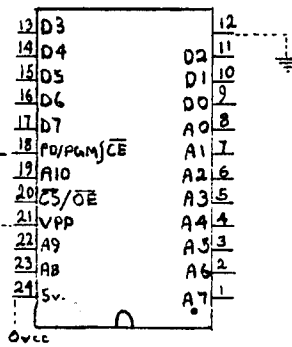 13 D3 12
14 D4 D2 11
15 D5 D1 10
16 D6 D0 9
17 D7 A0 8
18 PD/PGM/CE A1 7
19 A10 A2 6
20 CS/OE A3 5
21 VPP A4 4
22 A9 A5 3
23 A8 A6 2
24 5v. A7 1
0vcc